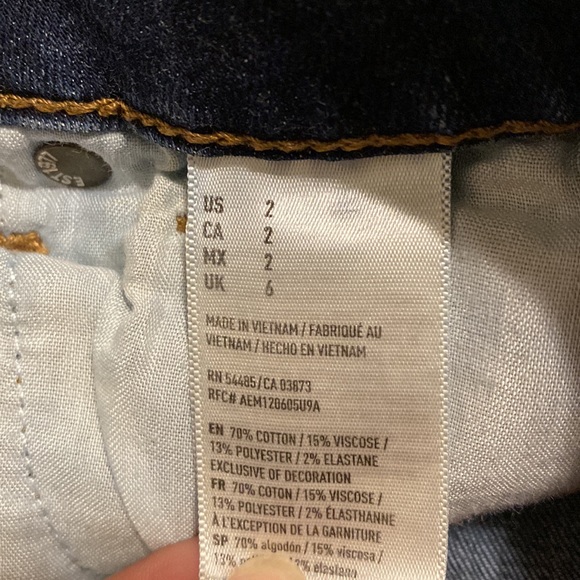 US 2
CA 2
MX 2
UK 6
MADE IN VIETNAM / FABRIQUÉ AU
VIETNAM / HECHO EN VIETNAM
RN 54485/CA 03873
RFC# AEM120605U9A
EN 70% COTTON / 15% VISCOSE /
13% POLYESTER / 2% ELASTANE
EXCLUSIVE OF DECORATION
FR 70% COTON / 15% VISCOSE /
13% POLYESTER / 2% ÉLASTHANNE
À L'EXCEPTION DE LA GARNITURE
SP 70% algodón / 15% viscosa /
13% elastano